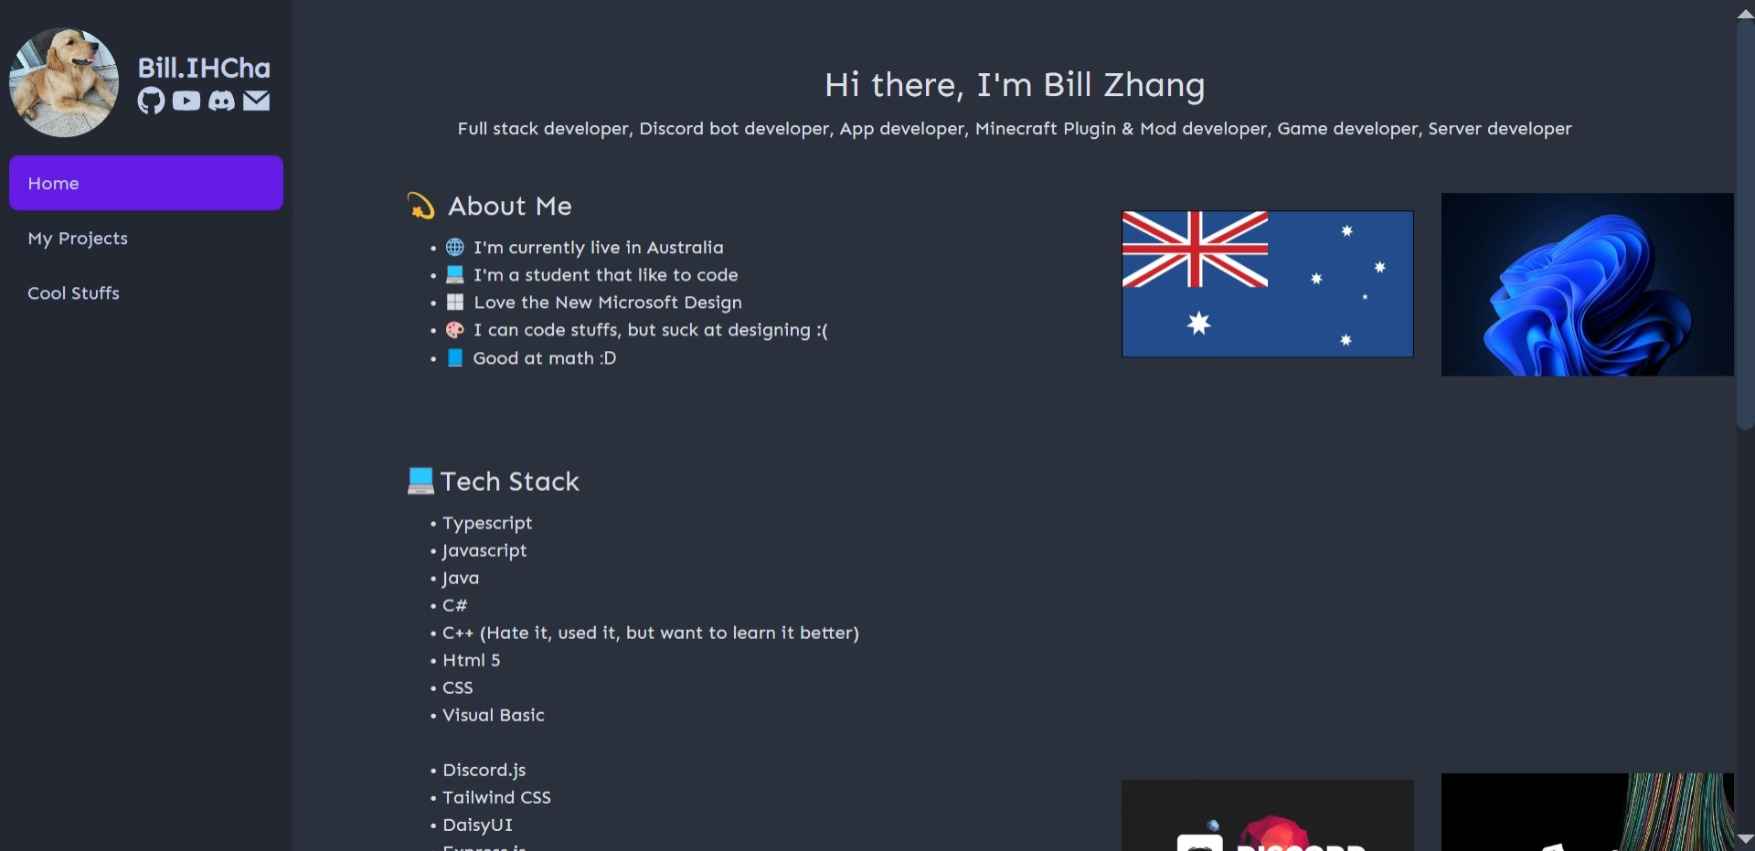 Bill.IHCha
Home
My Projects
Cool Stuffs
Hi there, I'm Bill Zhang
Full stack developer, Discord bot developer, App developer, Minecraft Plugin & Mod developer, Game developer, Server developer
💫 About Me
• 🌐 I'm currently live in Australia
• 💻 I'm a student that like to code
• 🪟 Love the New Microsoft Design
• 🎨 I can code stuffs, but suck at designing :(
• 📘 Good at math :D
💻 Tech Stack
• Typescript
• Javascript
• Java
• C#
• C++ (Hate it, used it, but want to learn it better)
• Html 5
• CSS
• Visual Basic
• Discord.js
• Tailwind CSS
• DaisyUI
• Express.js
DISCORD